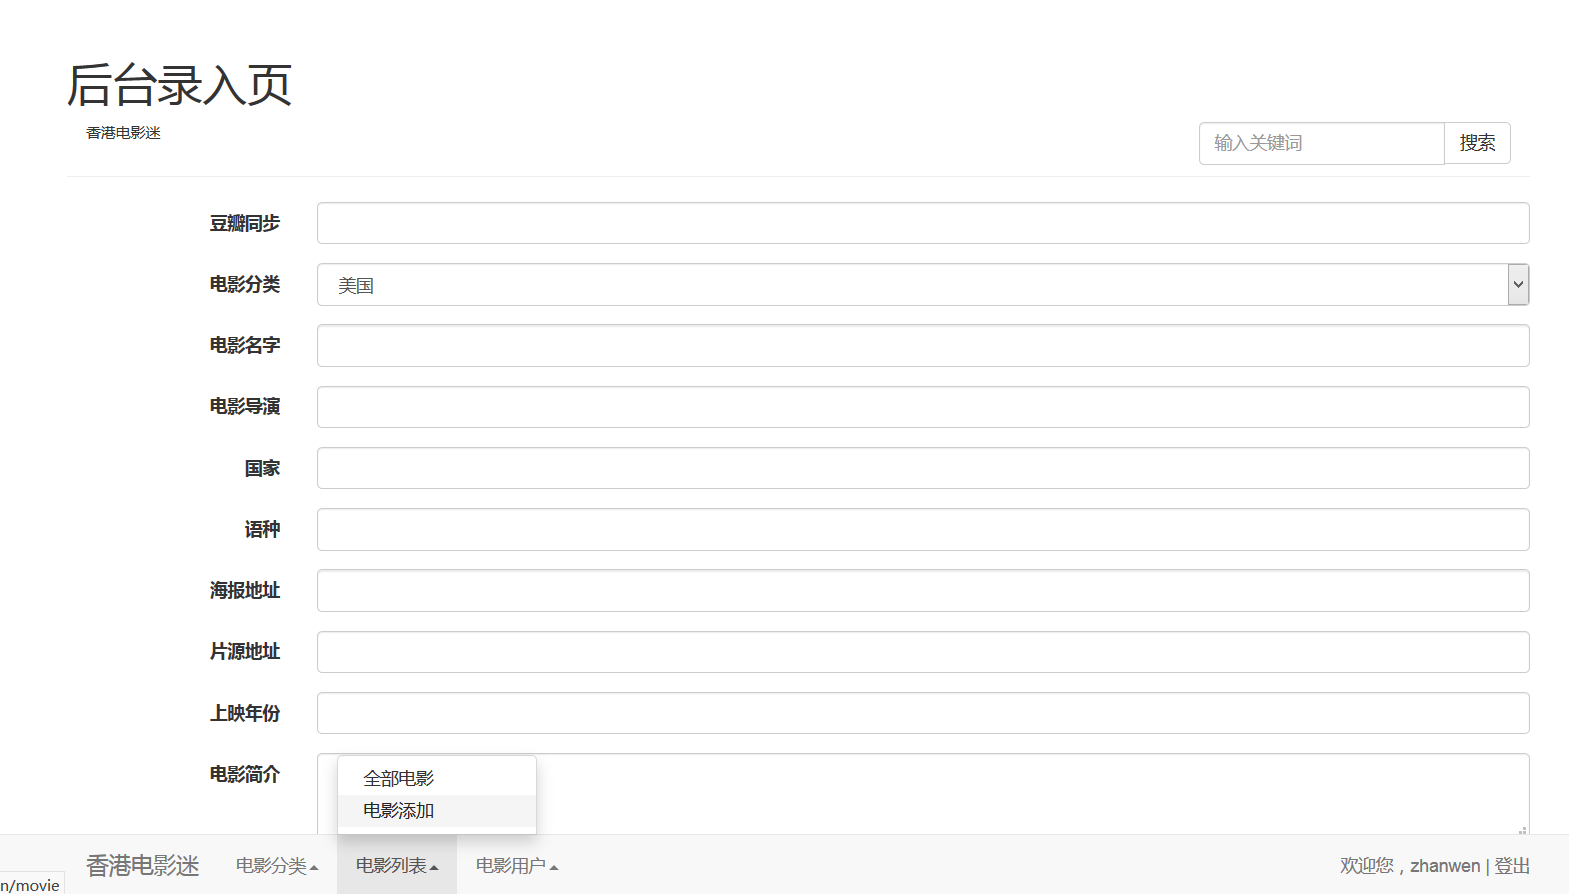 后台录入页
香港电影迷
输入关键词 搜索
豆瓣同步
电影分类 美国
电影名字
电影导演
国家
语种
海报地址
片源地址
上映年份
电影简介
全部电影
电影添加
香港电影迷 电影分类 电影列表 电影用户 欢迎您，zhanwen | 登出
n/movie